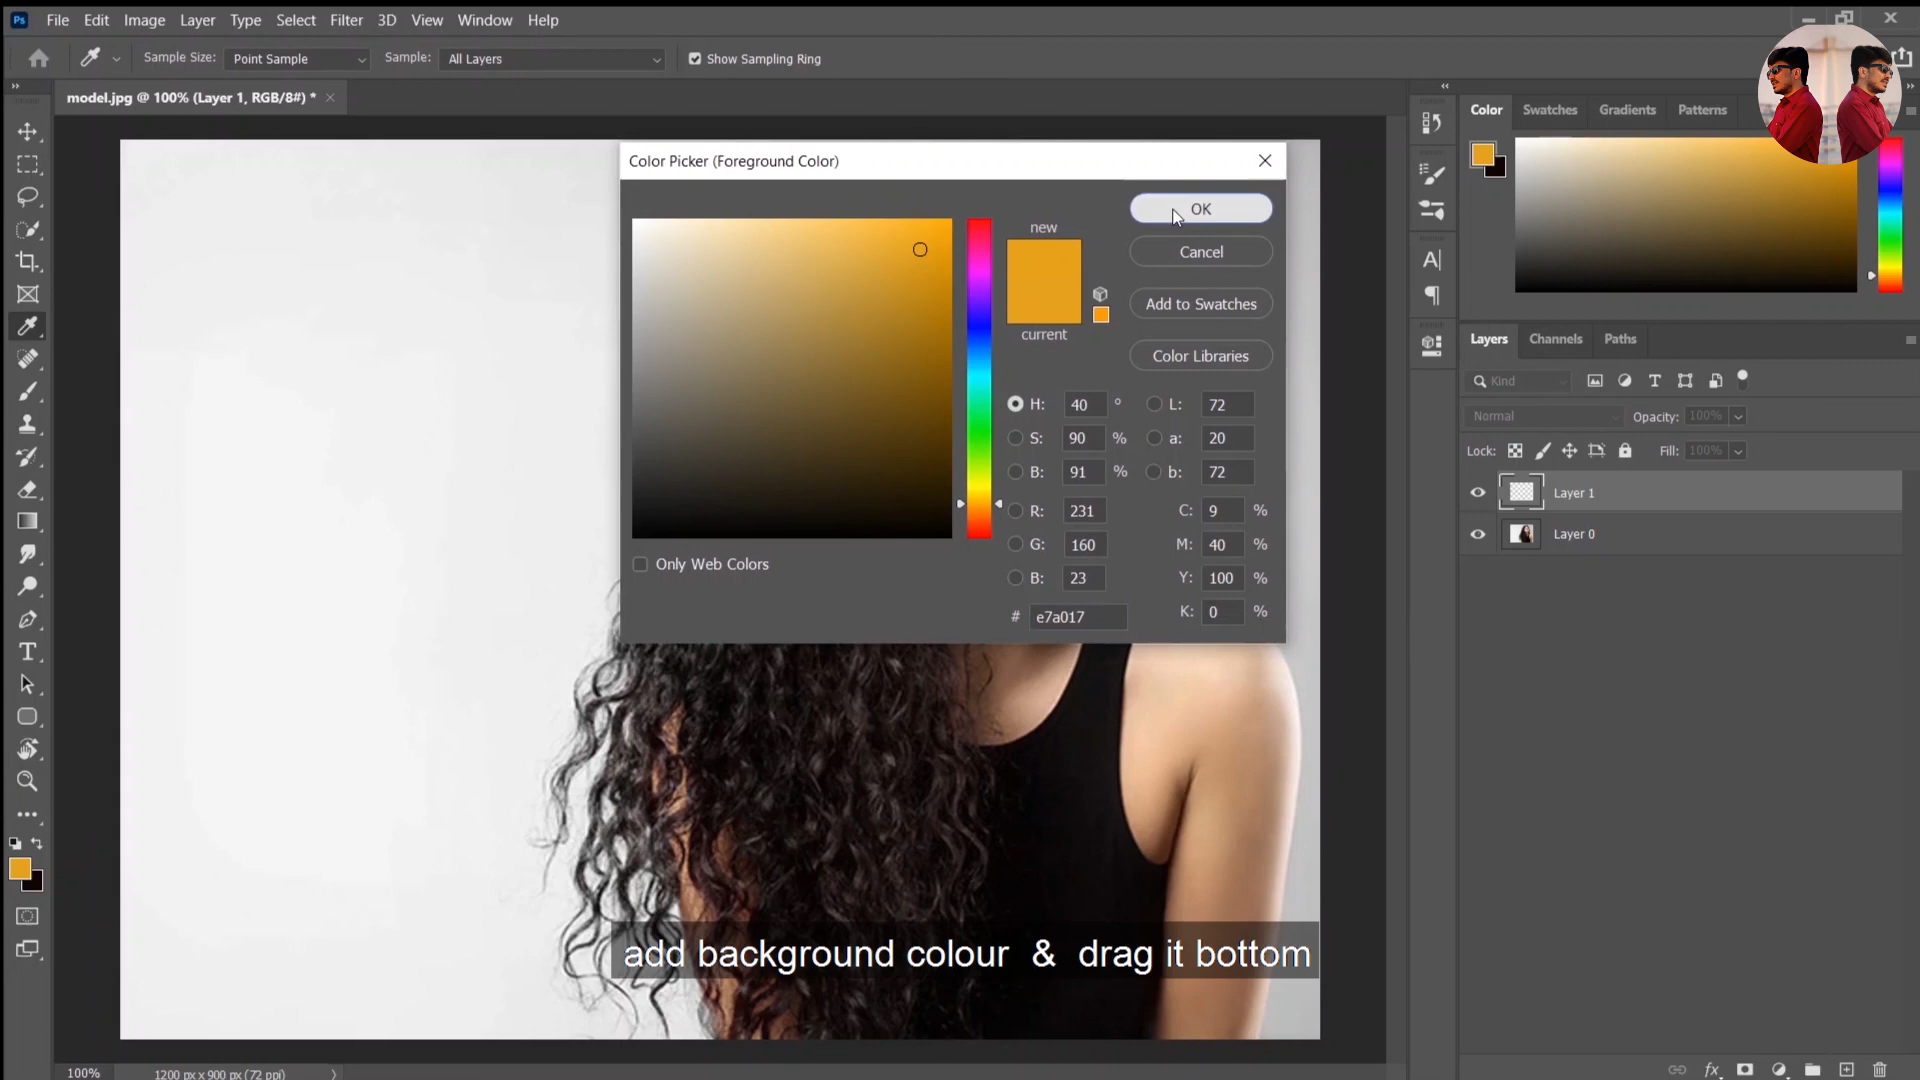 Ps File Edit Image Layer Type Select Filter 3D View Window Help
Sample Size: Point Sample Sample: All Layers Show Sampling Ring
model.jpg @ 100% (Layer 1, RGB/8#) *
Color Swatches Gradients Patterns
Color Picker (Foreground Color)
OK
new
Cancel
Add to Swatches
current
Color Libraries
H: 40 ° L: 72
S: 90 % a: 20
B: 91 % b: 72
R: 231 C: 9 %
G: 160 M: 40 %
B: 23 Y: 100 %
# e7a017 K: 0 %
Only Web Colors
Layers Channels Paths
Kind
Normal Opacity: 100%
Lock: Fill: 100%
Layer 1
Layer 0
add background colour & drag it bottom
100% 1200 px x 900 px (72 ppi)
fx